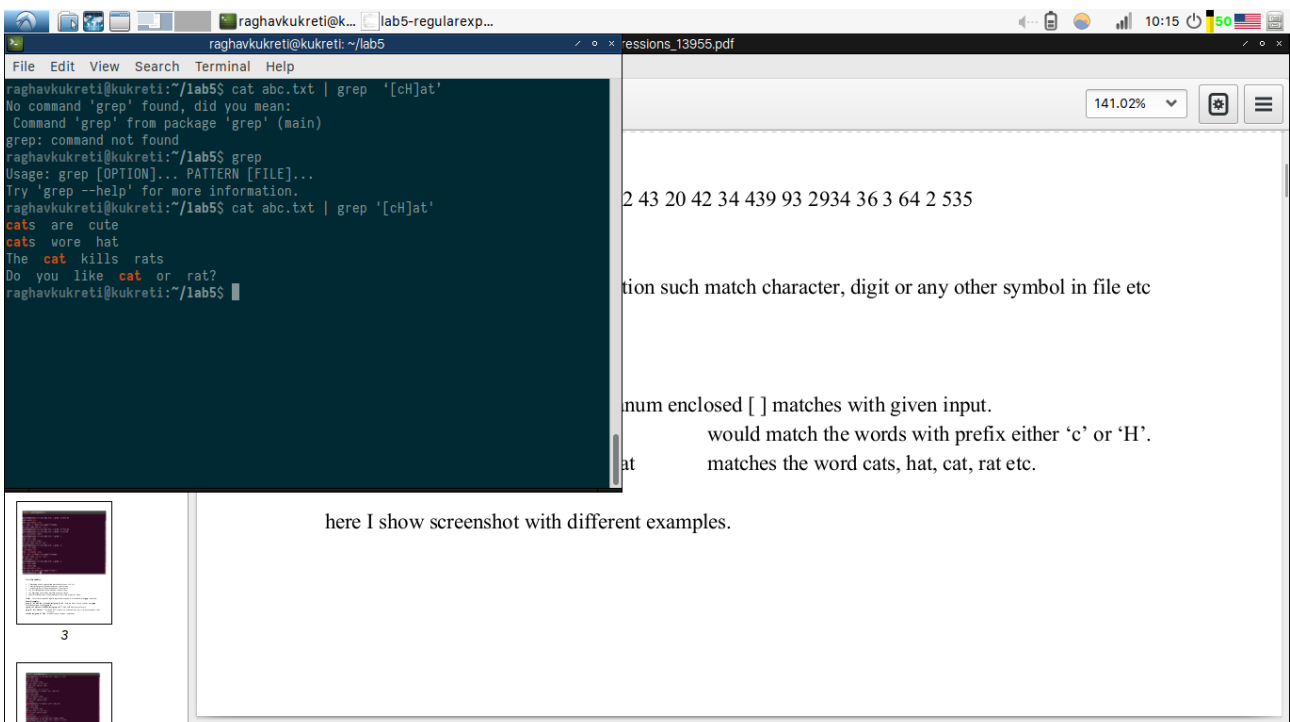 raghavkukreti@k...
lab5-regularexp...
10:15
50
raghavkukreti@kukreti: ~/lab5
File Edit View Search Terminal Help
raghavkukreti@kukreti:~/lab5$ cat abc.txt | grep  ‘[cH]at’
No command 'grep' found, did you mean:
 Command 'grep' from package 'grep' (main)
grep: command not found
raghavkukreti@kukreti:~/lab5$ grep
Usage: grep [OPTION]... PATTERN [FILE]...
Try 'grep --help' for more information.
raghavkukreti@kukreti:~/lab5$ cat abc.txt | grep '[cH]at'
cats  are  cute
cats  wore  hat
The  cat  kills  rats
Do  you  like  cat  or  rat?
raghavkukreti@kukreti:~/lab5$
ressions_13955.pdf
141.02%
2 43 20 42 34 439 93 2934 36 3 64 2 535
tion such match character, digit or any other symbol in file etc
num enclosed [ ] matches with given input.
would match the words with prefix either ‘c’ or ‘H’.
at matches the word cats, hat, cat, rat etc.
here I show screenshot with different examples.
3